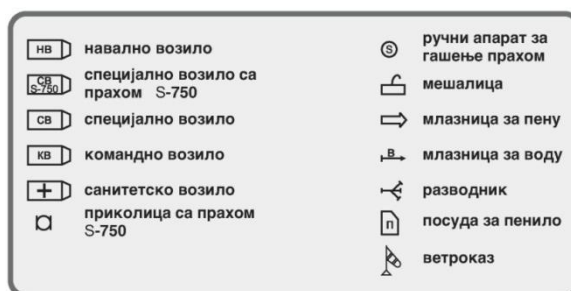 НВ навално возило
СВ S-750 специјално возило са
прахом S-750
СВ специјално возило
КВ командно возило
санитетско возило
приколица са прахом
S-750
S ручни апарат за
гашење прахом
мешалица
млазница за пену
В млазница за воду
разводник
п посуда за пенило
ветроказ